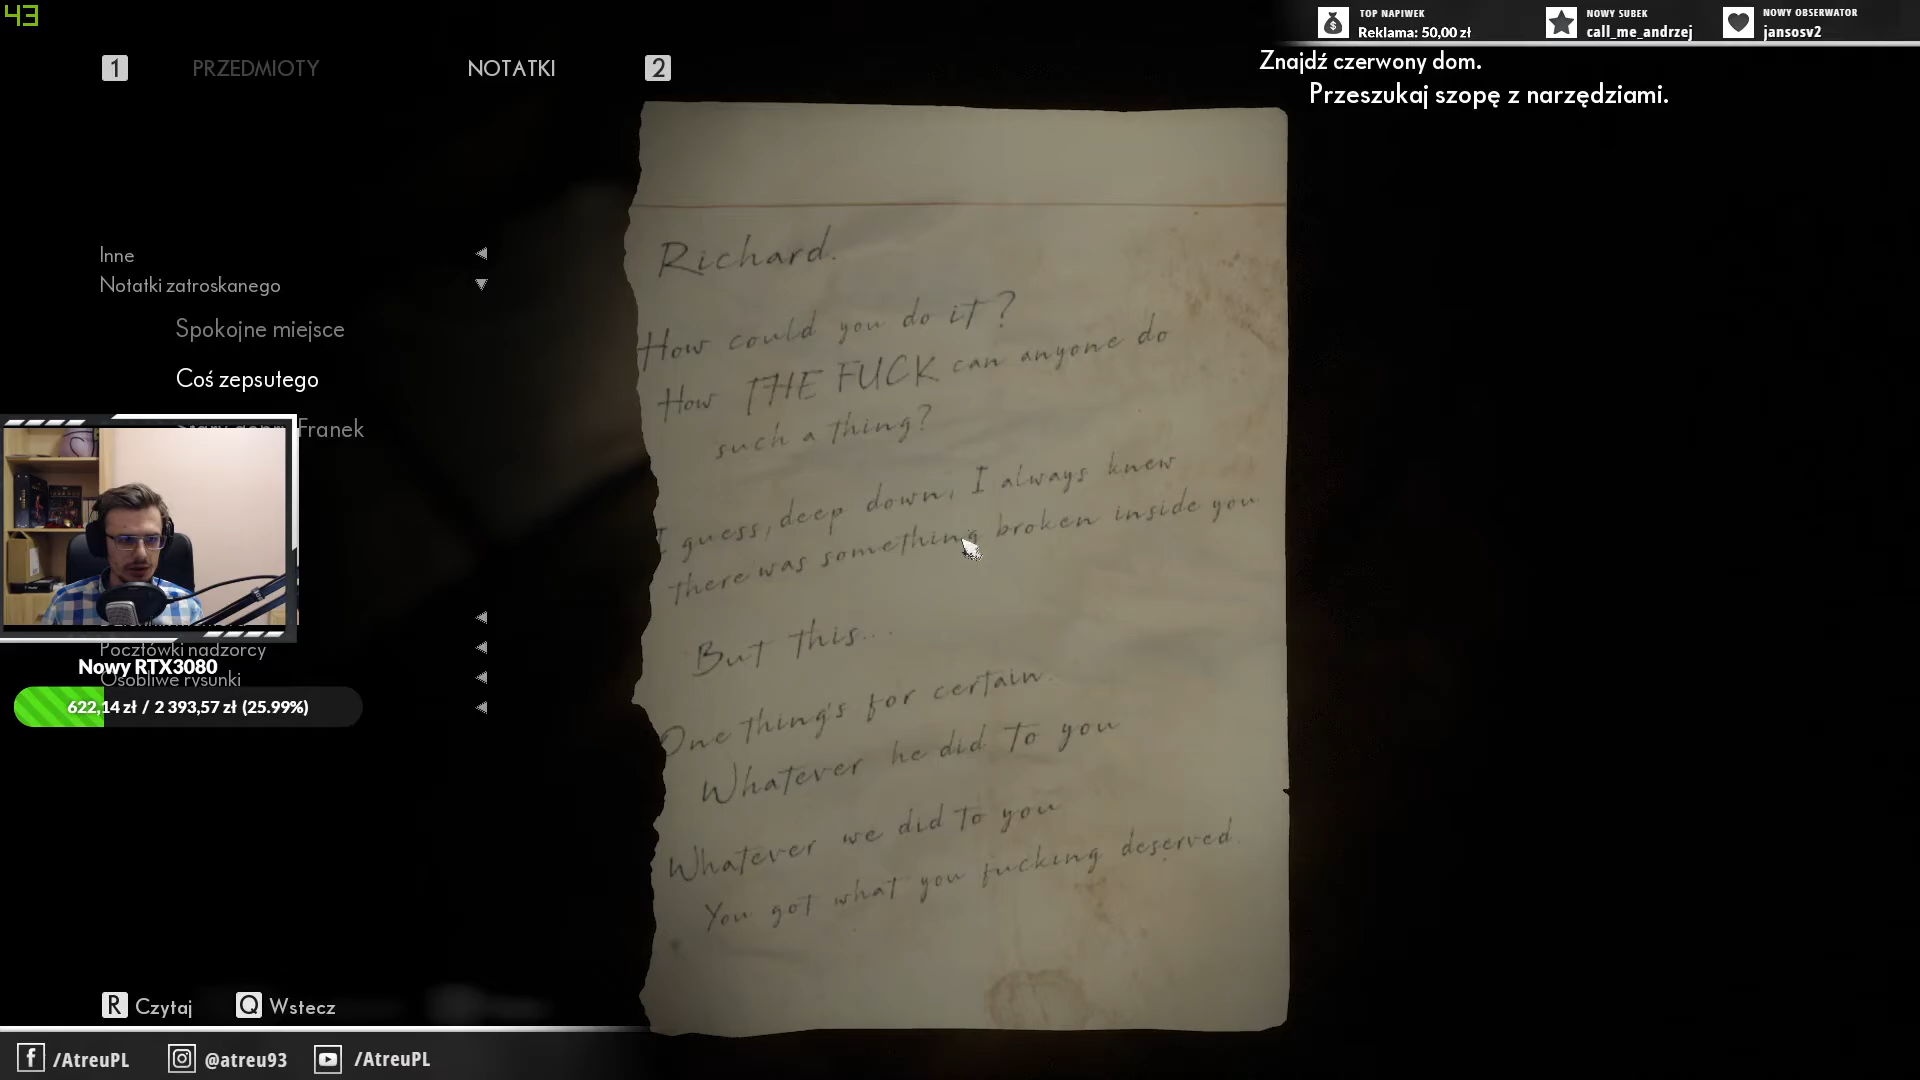 43
TOP NAPIWEK
Reklama: 50,00 zł
NOWY SUBEK
call_me_andrzej
NOWY OBSERWATOR
jansosv2
1 PRZEDMIOTY NOTATKI 2
Znajdź czerwony dom.
Przeszukaj szopę z narzędziami.
Inne
Notatki zatroskanego
Spokojne miejsce
Coś zepsutego
Franek
Pocztówki nadzorcy
Osobliwe rysunki
Nowy RTX3080
622,14 zł / 2 393,57 zł (25.99%)
Richard.
How could you do it?
How THE FUCK can anyone do
such a thing?
I guess, deep down, I always knew
there was something broken inside you
But this...
One thing's for certain.
Whatever he did to you
Whatever we did to you
You got what you fucking deserved.
R Czytaj Q Wstecz
/AtreuPL @atreu93 /AtreuPL